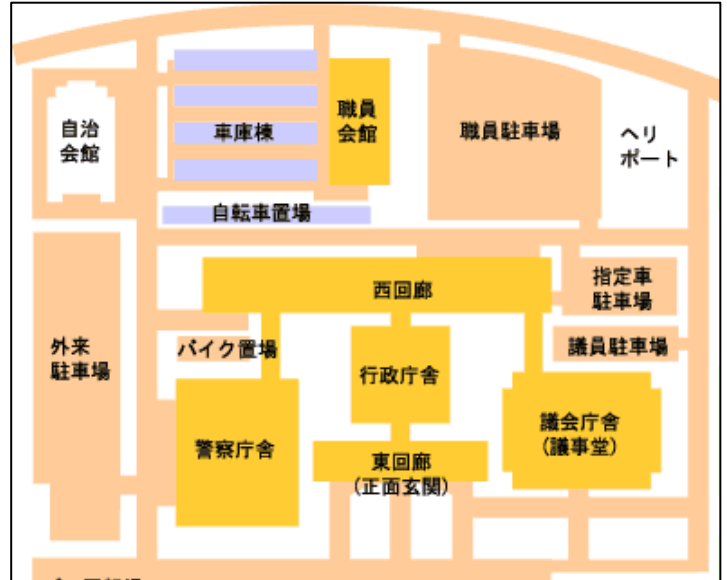 自治
会館
車庫棟
職員
会館
職員駐車場
ヘリ
ポート
自転車置場
西回廊
指定車
駐車場
外来
駐車場
バイク置場
行政庁舎
議員駐車場
警察庁舎
議会庁舎
(議事堂)
東回廊
(正面玄関)